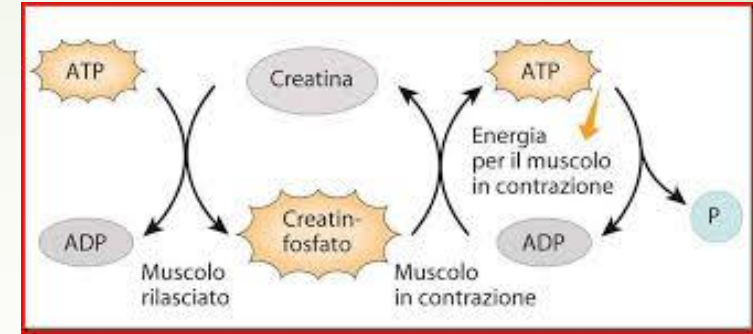 ATP
Creatina
ATP
Energia
per il muscolo
in contrazione
P
ADP
Creatin-
fosfato
ADP
Muscolo
rilasciato
Muscolo
in contrazione